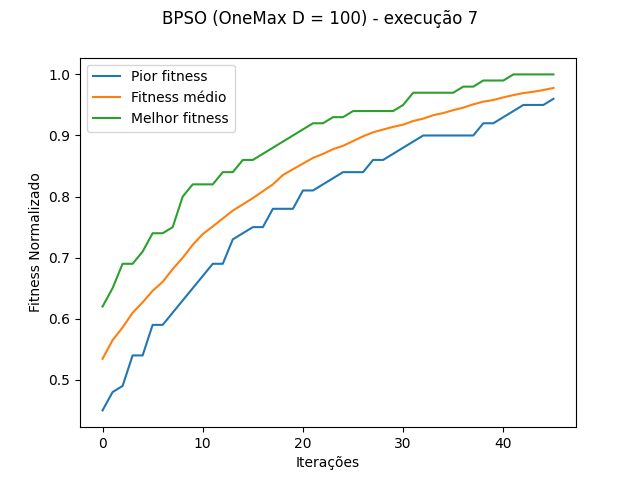 BPSO (OneMax D = 100) - execução 7
Pior fitness
Fitness médio
Melhor fitness
Fitness Normalizado
1.0
0.9
0.8
0.7
0.6
0.5
0 10 20 30 40
Iterações